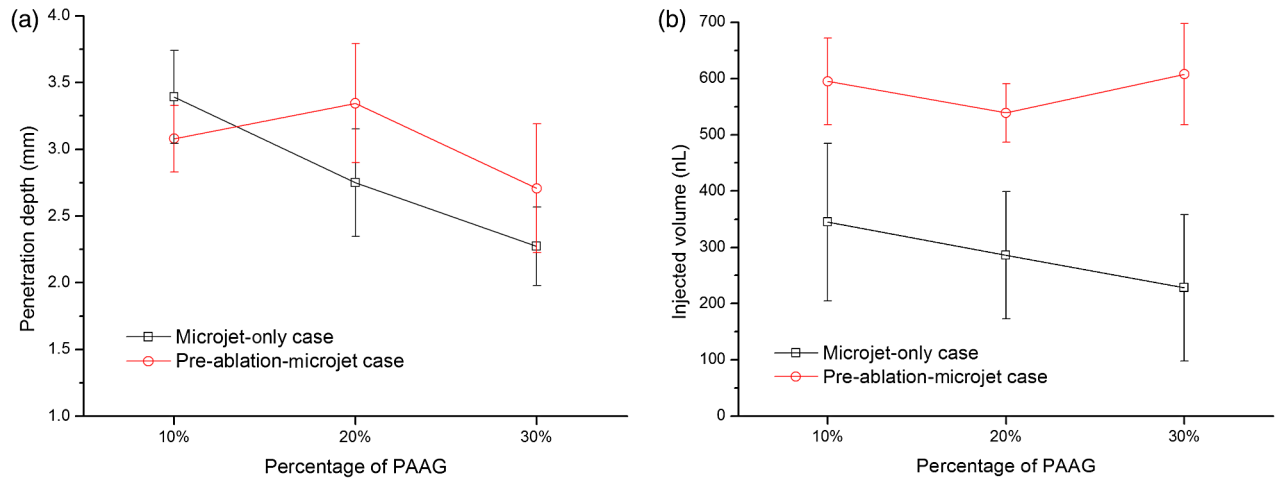 (a)
4.0
3.5
3.0
2.5
2.0
1.5
1.0
Penetration depth (mm)
Microjet-only case
Pre-ablation-microjet case
10%
20%
30%
Percentage of PAAG
(b)
700
600
500
400
300
200
100
0
Injected volume (nL)
Microjet-only case
Pre-ablation-microjet case
10%
20%
30%
Percentage of PAAG